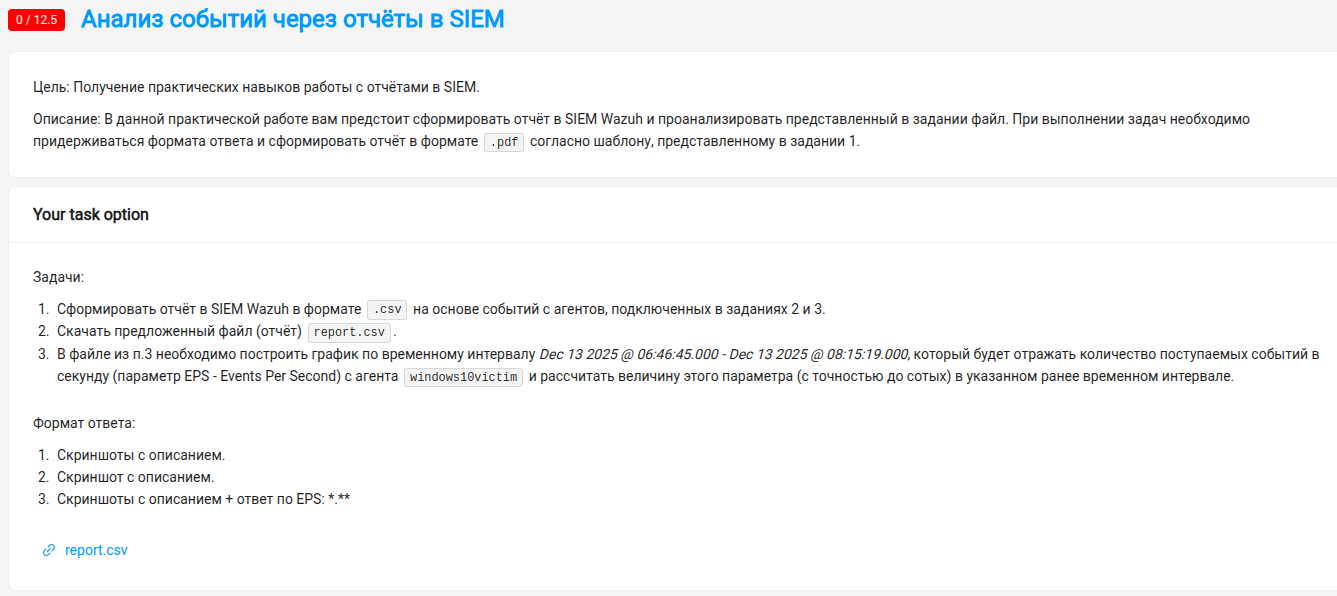 0 / 12.5 Анализ событий через отчёты в SIEM
Цель: Получение практических навыков работы с отчётами в SIEM.
Описание: В данной практической работе вам предстоит сформировать отчёт в SIEM Wazuh и проанализировать представленный в задании файл. При выполнении задач необходимо
придерживаться формата ответа и сформировать отчёт в формате .pdf согласно шаблону, представленному в задании 1.
Your task option
Задачи:
1. Сформировать отчёт в SIEM Wazuh в формате .csv на основе событий с агентов, подключенных в заданиях 2 и 3.
2. Скачать предложенный файл (отчёт) report.csv .
3. В файле из п.3 необходимо построить график по временному интервалу Dec 13 2025 @ 06:46:45.000 - Dec 13 2025 @ 08:15:19.000, который будет отражать количество поступаемых событий в
секунду (параметр EPS - Events Per Second) с агента windows10victim и рассчитать величину этого параметра (с точностью до сотых) в указанном ранее временном интервале.
Формат ответа:
1. Скриншоты с описанием.
2. Скриншот с описанием.
3. Скриншоты с описанием + ответ по EPS: *.**
report.csv